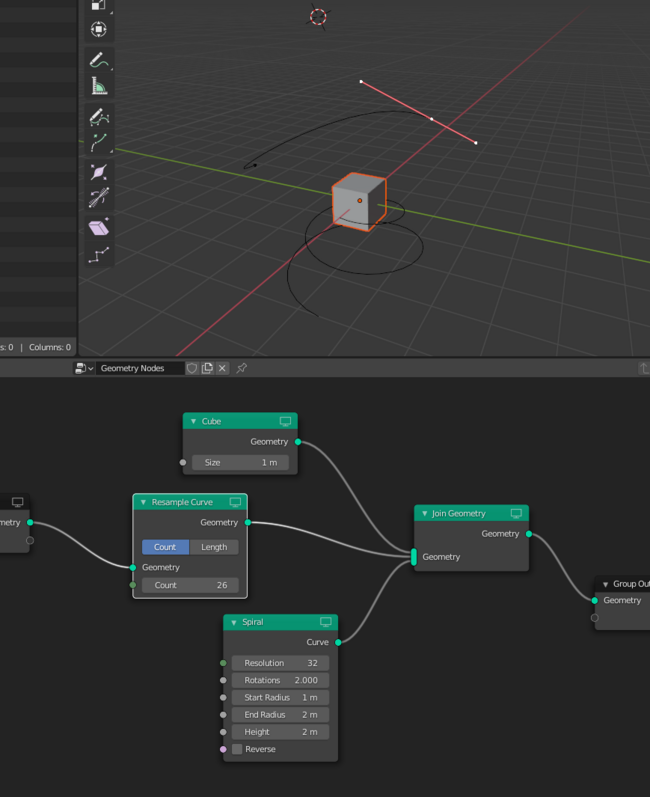 s: 0 | Columns: 0
Geometry Nodes
Cube
Geometry
Size 1 m
Resample Curve
Geometry
Count Length
Geometry
Count 26
Join Geometry
Geometry
Geometry
Spiral
Curve
Resolution 32
Rotations 2.000
Start Radius 1 m
End Radius 2 m
Height 2 m
Reverse
metry
Group Out
Geometry